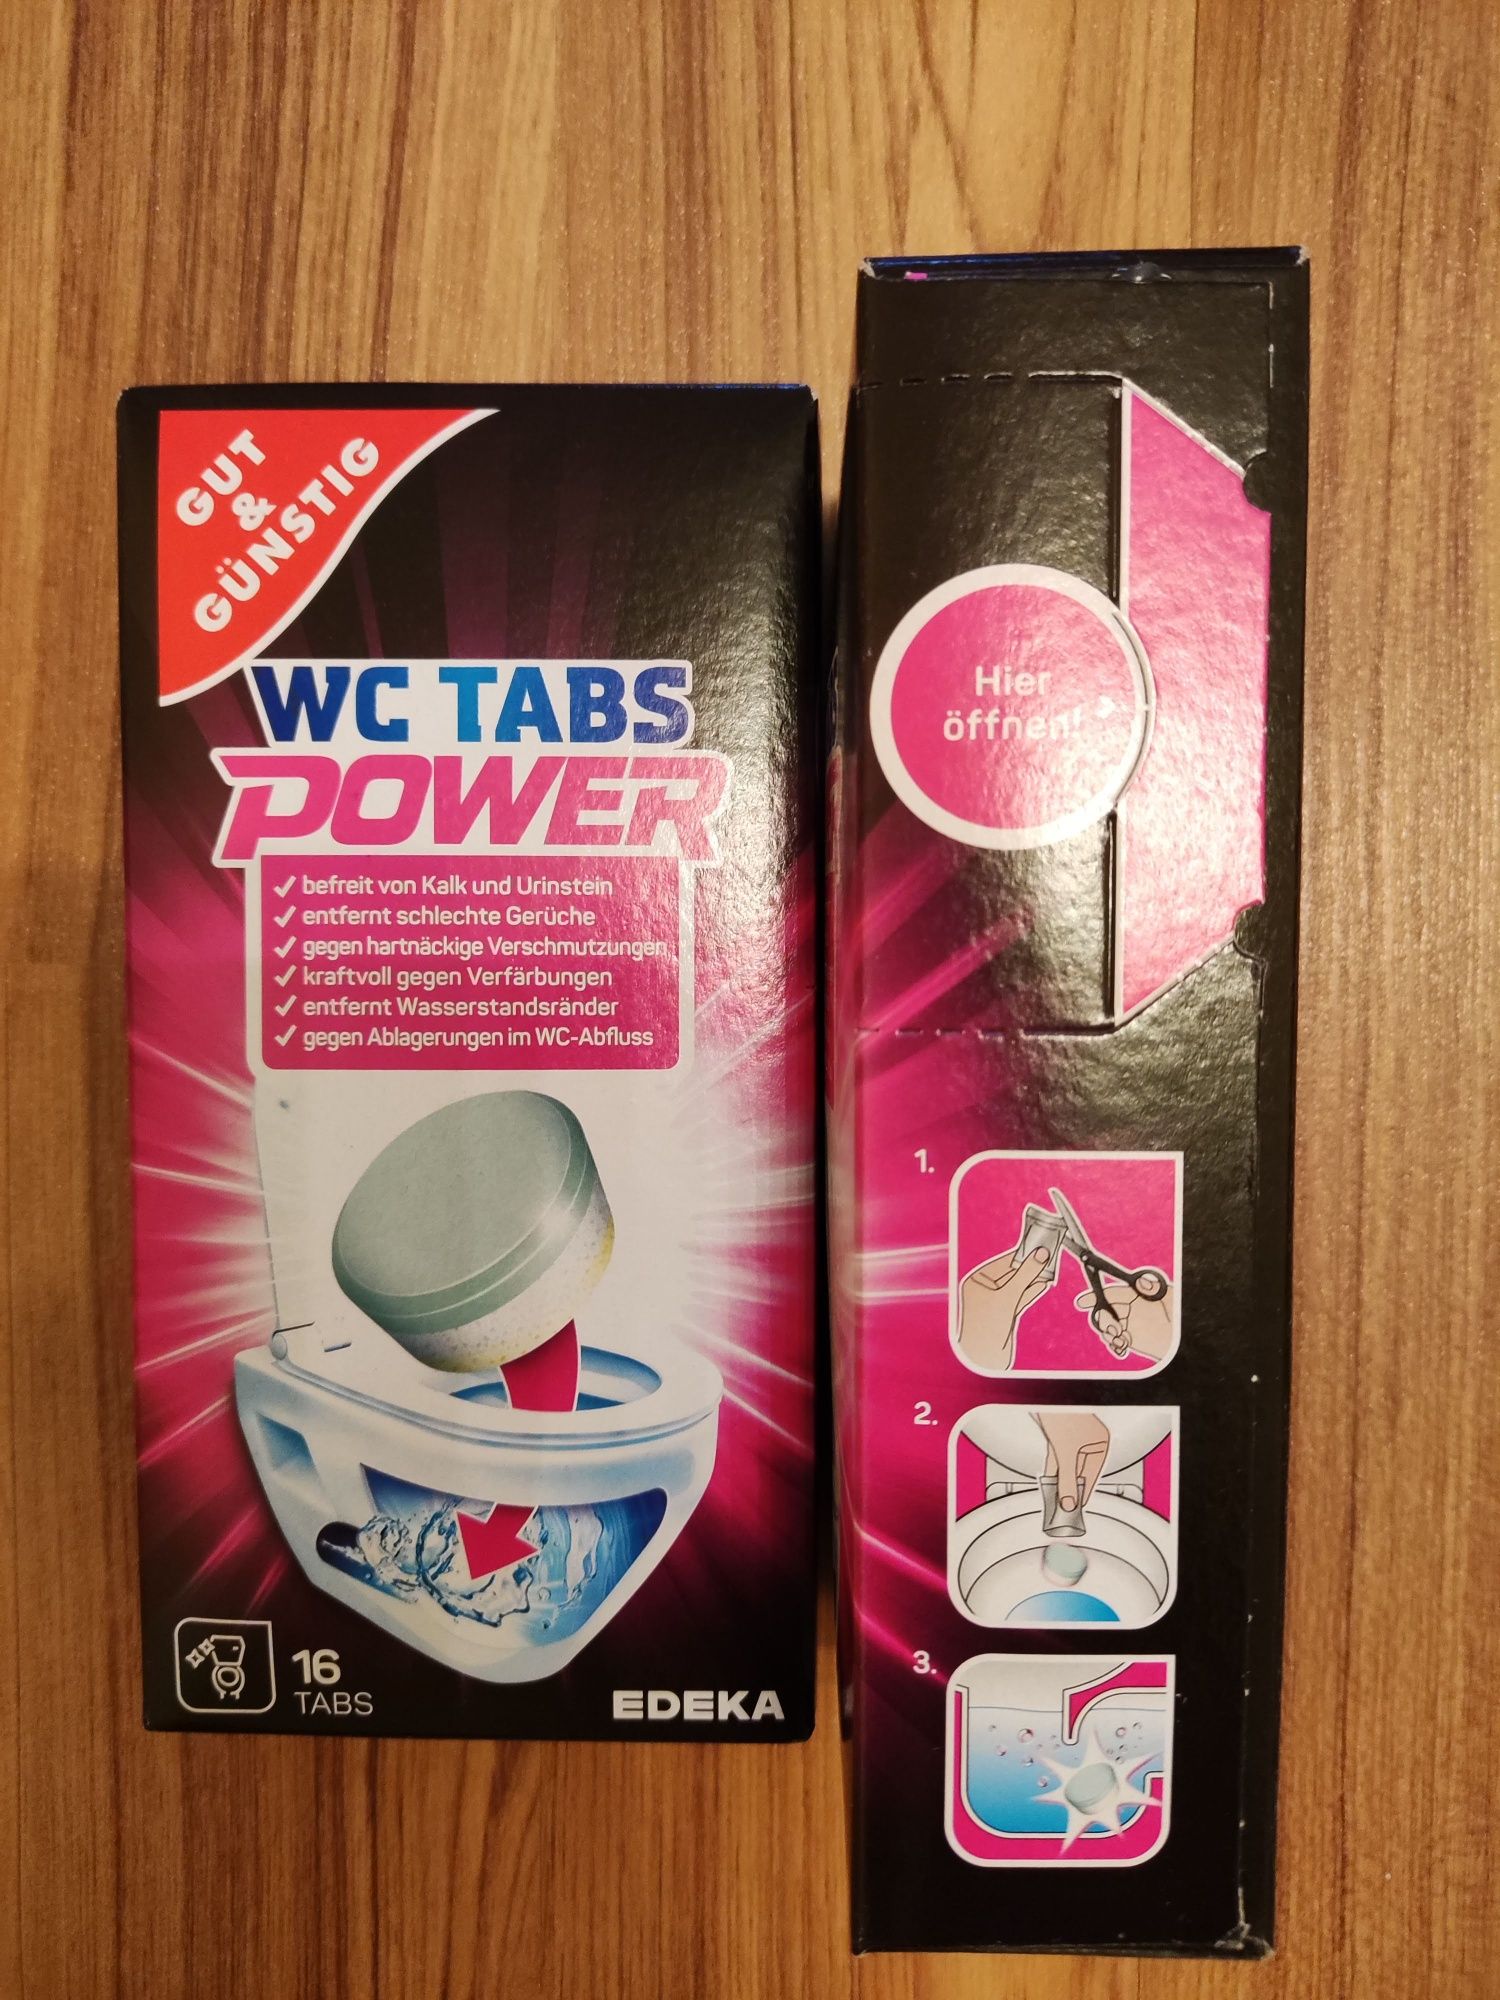 GUT
&
GÜNSTIG
WC TABS
POWER
✓ befreit von Kalk und Urinstein
✓ entfernt schlechte Gerüche
✓ gegen hartnäckige Verschmutzungen
✓ kraftvoll gegen Verfärbungen
✓ entfernt Wasserstandsränder
✓ gegen Ablagerungen im WC-Abfluss
16
TABS
EDEKA
Hier
öffnen!
1.
2.
3.